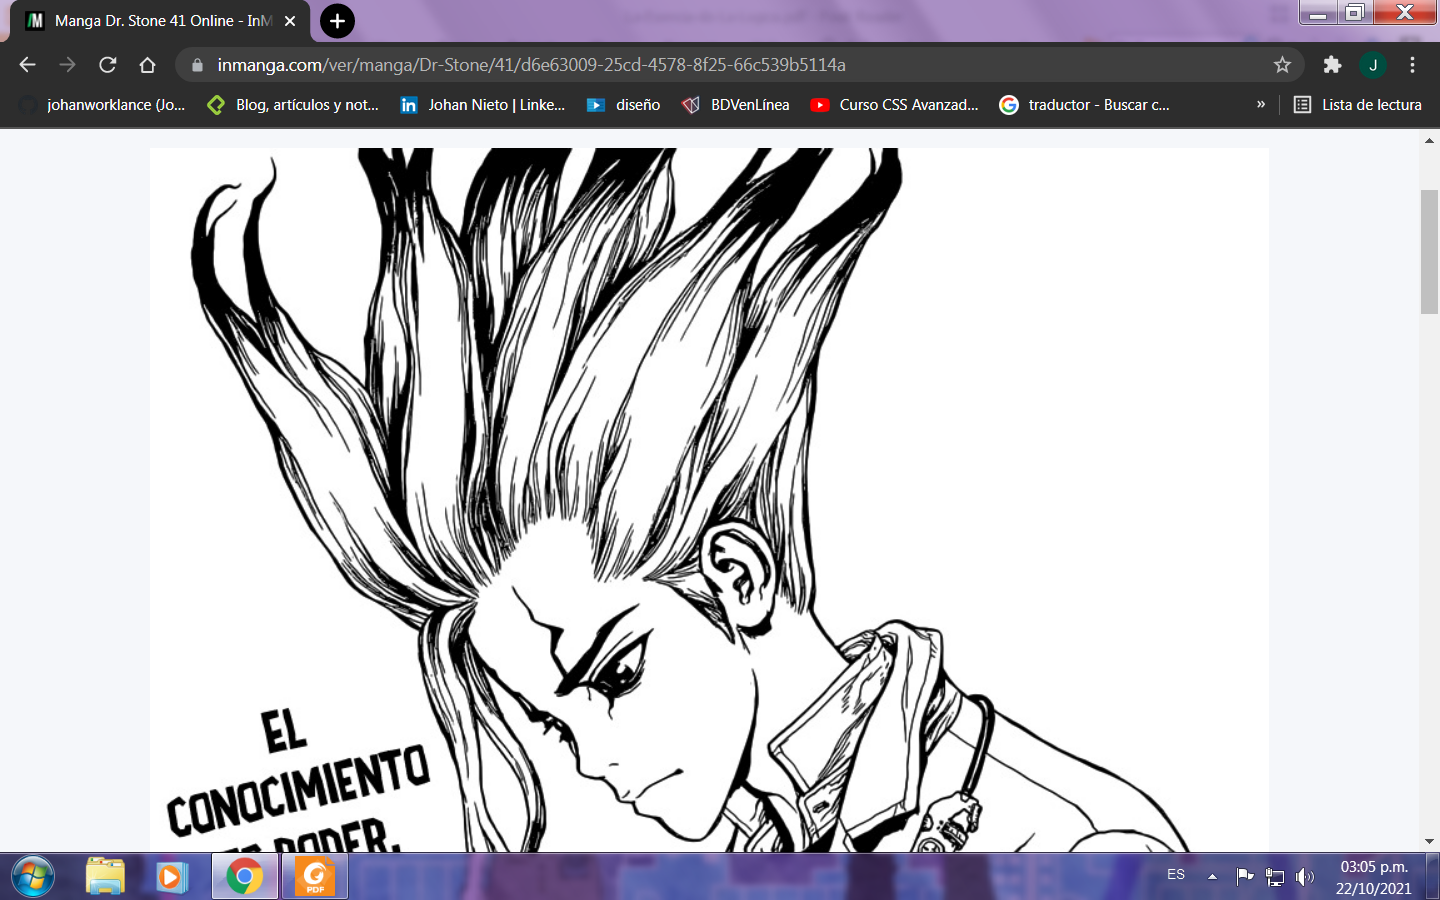 Manga Dr. Stone 41 Online - InM
inmanga.com/ver/manga/Dr-Stone/41/d6e63009-25cd-4578-8f25-66c539b5114a
J
johanworklance (Jo...
Blog, artículos y not...
Johan Nieto | Linke...
diseño
BDVenLínea
Curso CSS Avanzad...
traductor - Buscar c...
»
Lista de lectura
EL
CONOCIMIENTO
ES PODER.
PDF
ES
03:05 p.m.
22/10/2021